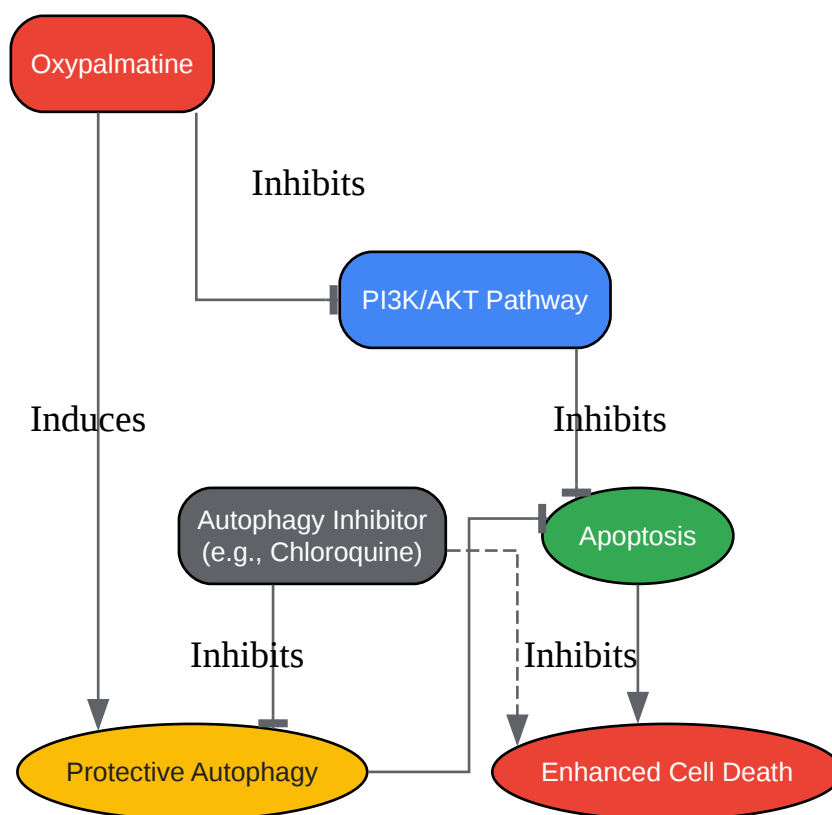 Oxypalmatine
Inhibits
PI3K/AKT Pathway
Induces
Inhibits
Autophagy Inhibitor
(e.g., Chloroquine)
Apoptosis
Inhibits
Inhibits
Protective Autophagy
Enhanced Cell Death